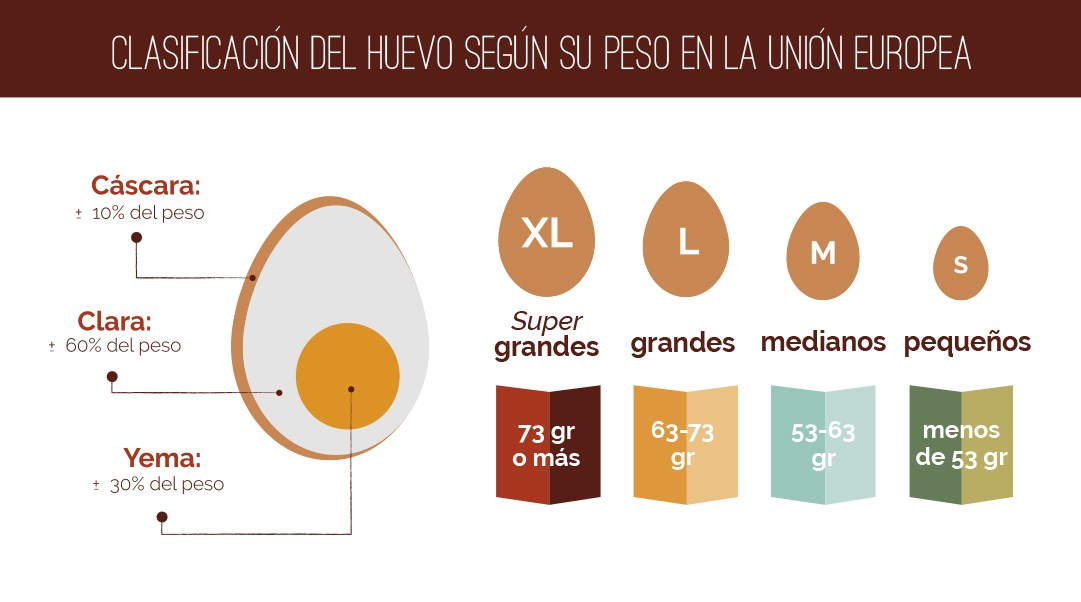 CLASIFICACIÓN DEL HUEVO SEGÚN SU PESO EN LA UNIÓN EUROPEA
Cáscara:
± 10% del peso
Clara:
± 60% del peso
Yema:
± 30% del peso
XL
Super
grandes
73 gr
o más
L
grandes
63-73
gr
M
medianos
53-63
gr
S
pequeños
menos
de 53 gr